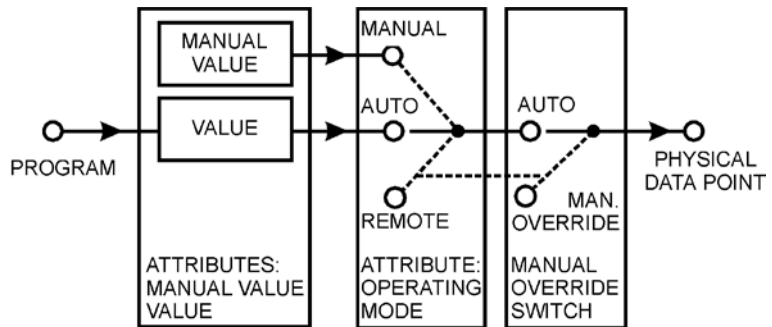 MANUAL
VALUE
MANUAL
VALUE
AUTO
AUTO
PROGRAM
PHYSICAL
DATA POINT
REMOTE
MAN.
OVERRIDE
ATTRIBUTES:
MANUAL VALUE
VALUE
ATTRIBUTE:
OPERATING
MODE
MANUAL
OVERRIDE
SWITCH